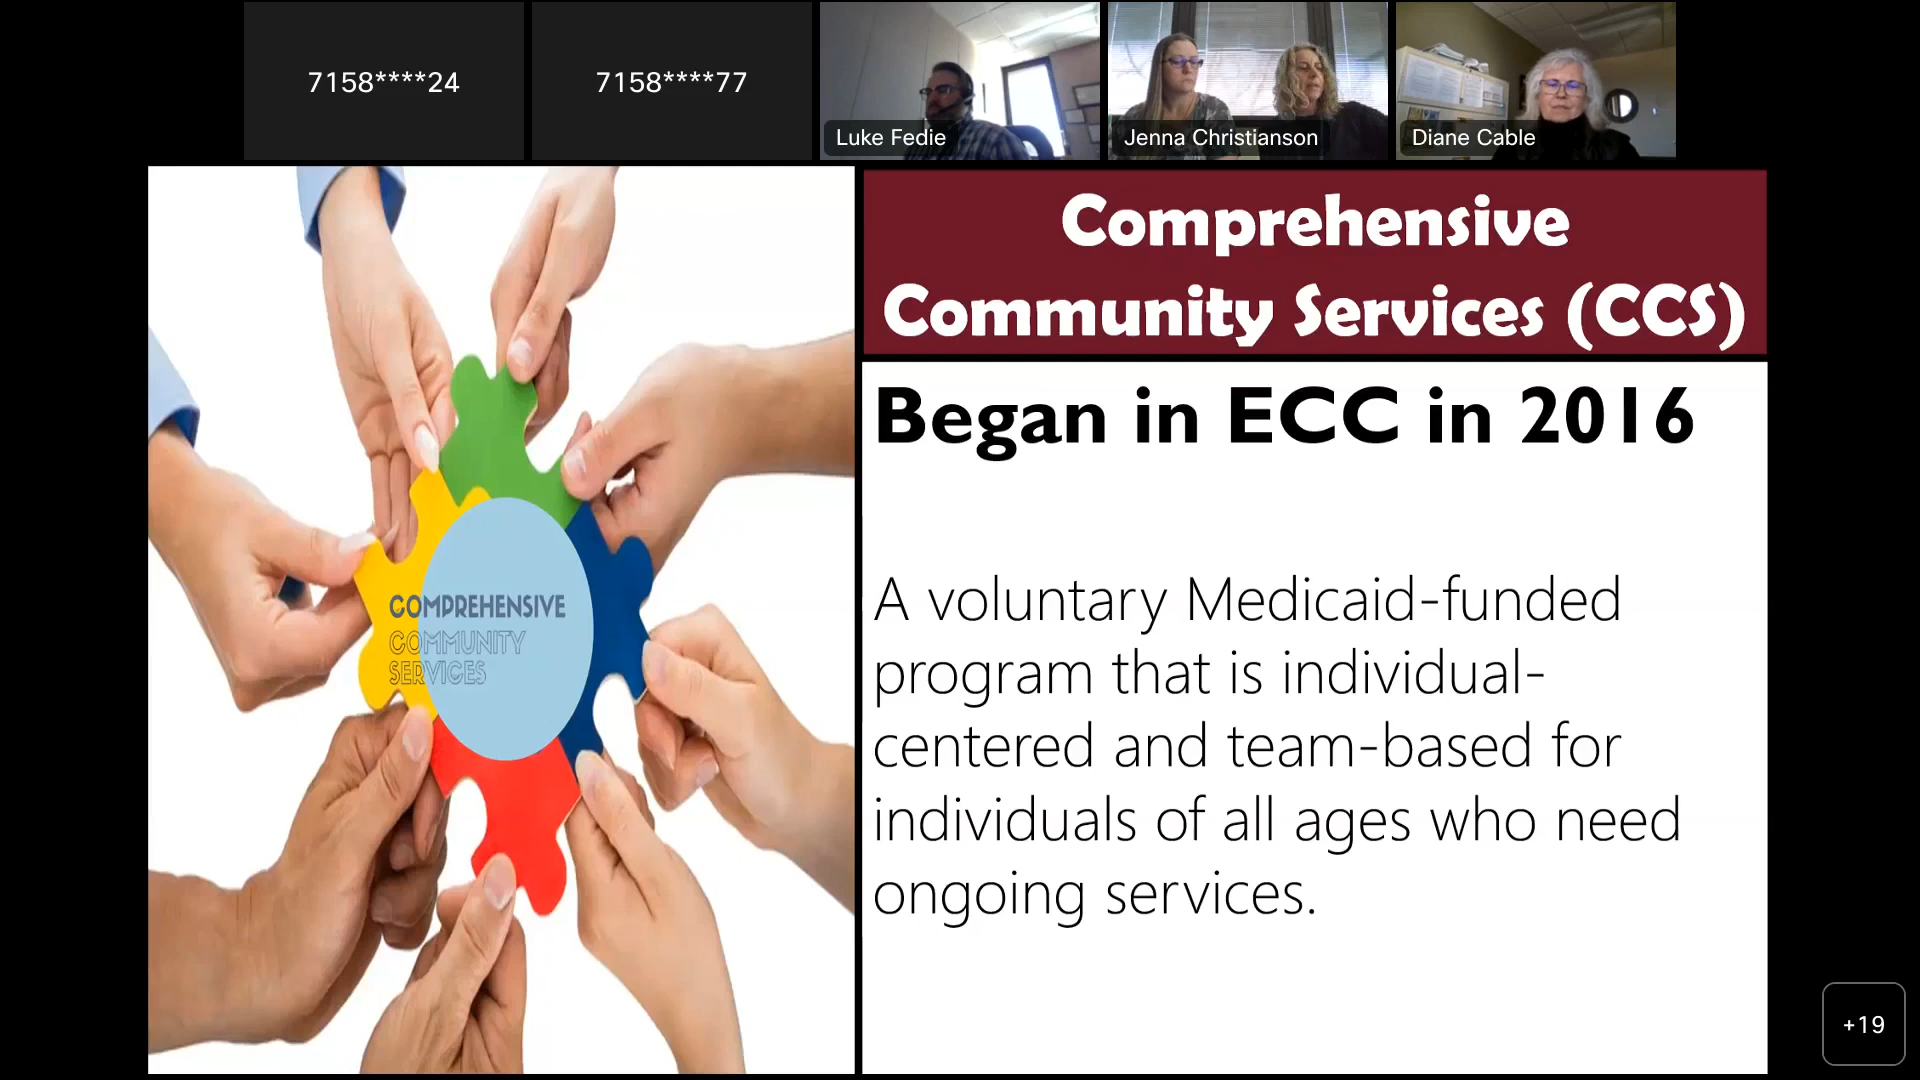 7158****24
7158****77
Luke Fedie
Jenna Christianson
Diane Cable
Comprehensive
Community Services (CCS)
Began in ECC in 2016
COMPREHENSIVE
COMMUNITY
SERVICES
A voluntary Medicaid-funded
program that is individual-
centered and team-based for
individuals of all ages who need
ongoing services.
+19